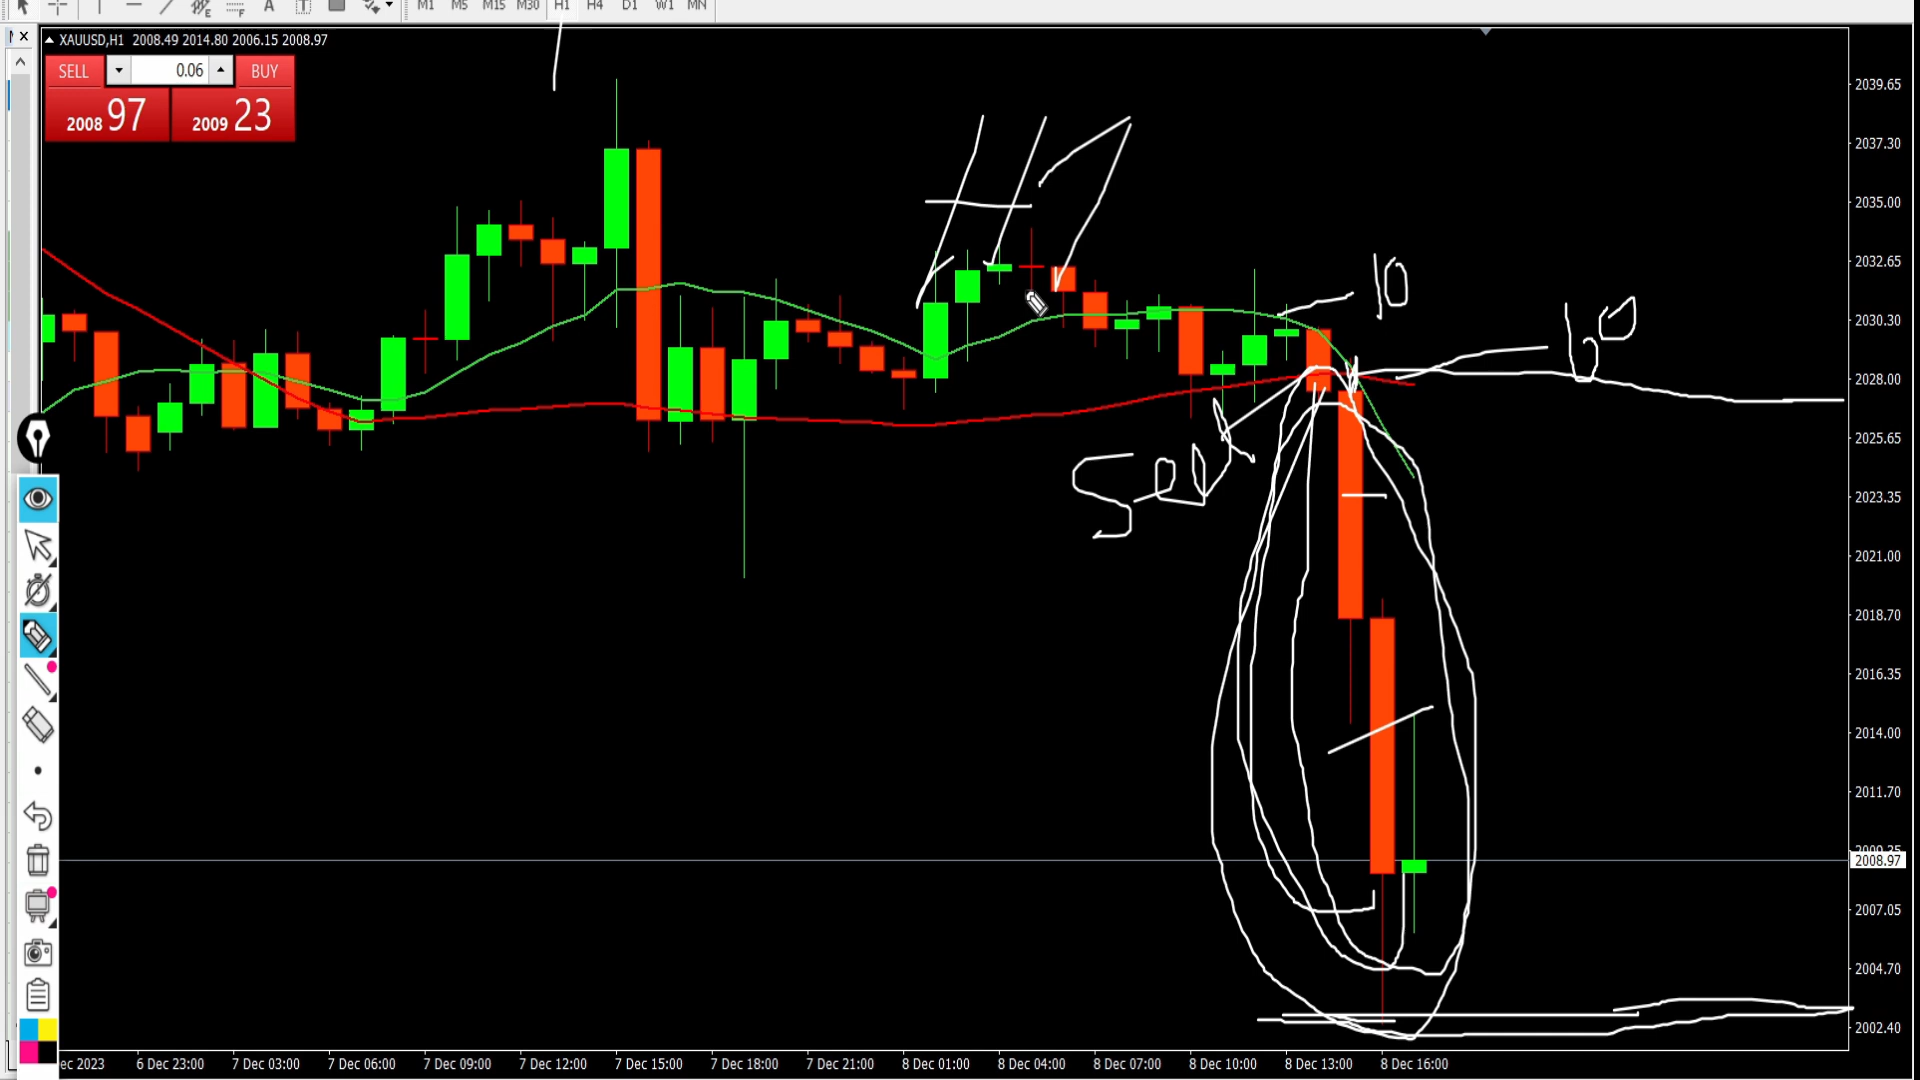 M1 M5 M15 M30 H1 H4 D1 W1 MN
XAUUSD,H1 2008.49 2014.80 2006.15 2008.97
SELL 0.06 BUY
2008 97 2009 23
H1
10
60
Sell
2039.65
2037.30
2035.00
2032.65
2030.30
2028.00
2025.65
2023.35
2021.00
2018.70
2016.35
2014.00
2011.70
2008.97
2007.05
2004.70
2002.40
ec 2023 6 Dec 23:00 7 Dec 03:00 7 Dec 06:00 7 Dec 09:00 7 Dec 12:00 7 Dec 15:00 7 Dec 18:00 7 Dec 21:00 8 Dec 01:00 8 Dec 04:00 8 Dec 07:00 8 Dec 10:00 8 Dec 13:00 8 Dec 16:00